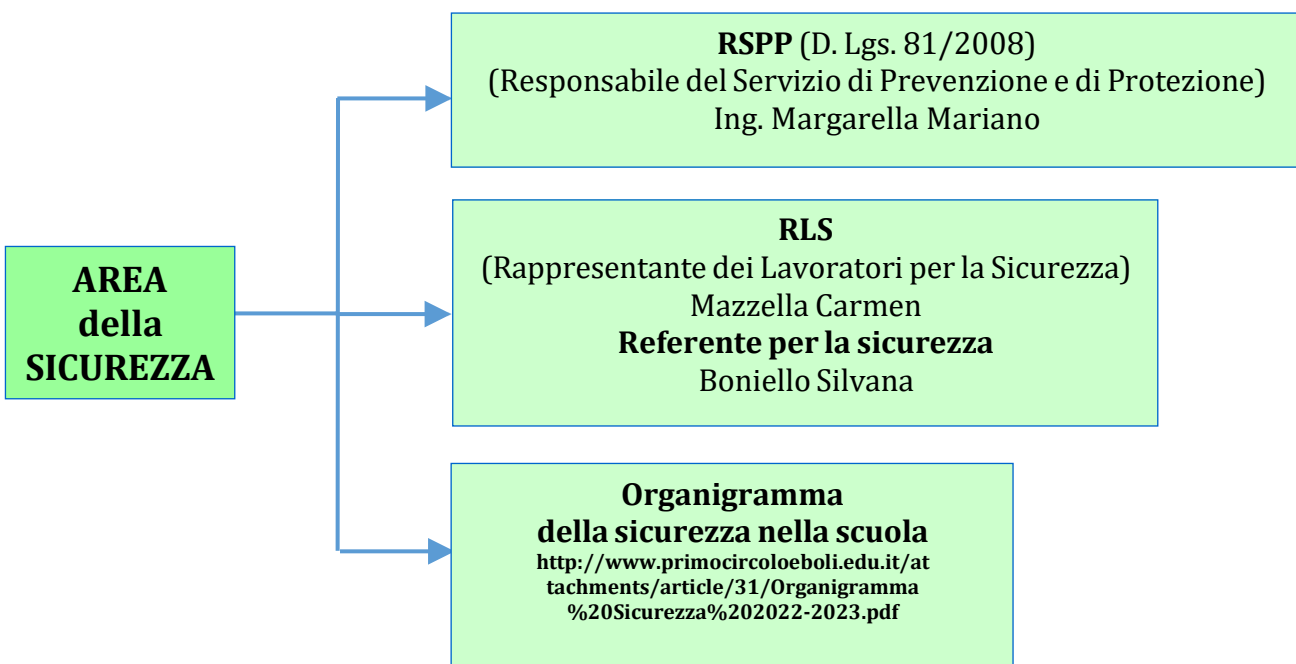 RSPP (D. Lgs. 81/2008)
(Responsabile del Servizio di Prevenzione e di Protezione)
Ing. Margarella Mariano
AREA
della
SICUREZZA
RLS
(Rappresentante dei Lavoratori per la Sicurezza)
Mazzella Carmen
Referente per la sicurezza
Boniello Silvana
Organigramma
della sicurezza nella scuola
http://www.primocircoloeboli.edu.it/at
tachments/article/31/Organigramma
%20Sicurezza%202022-2023.pdf